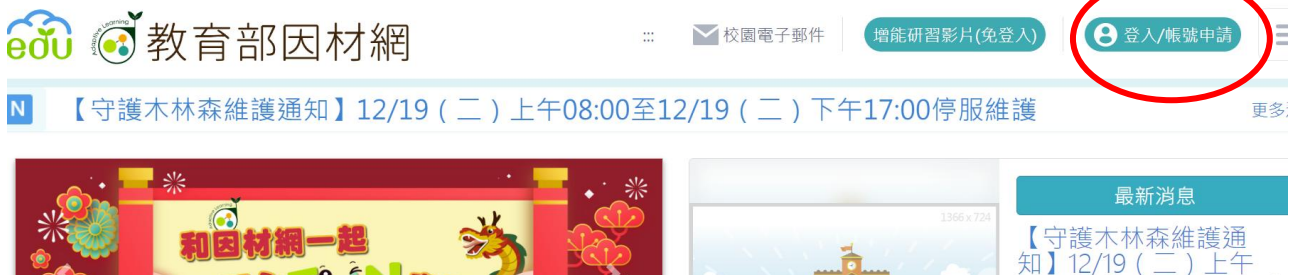 edu
Adaptive Learning
教育部因材網
:::
校園電子郵件
增能研習影片(免登入)
登入/帳號申請
N
【守護木林森維護通知】12/19（二）上午08:00至12/19（二）下午17:00停服維護
更多
和因材網一起
1366 x 724
最新消息
【守護木林森維護通
知】12/19（二）上午